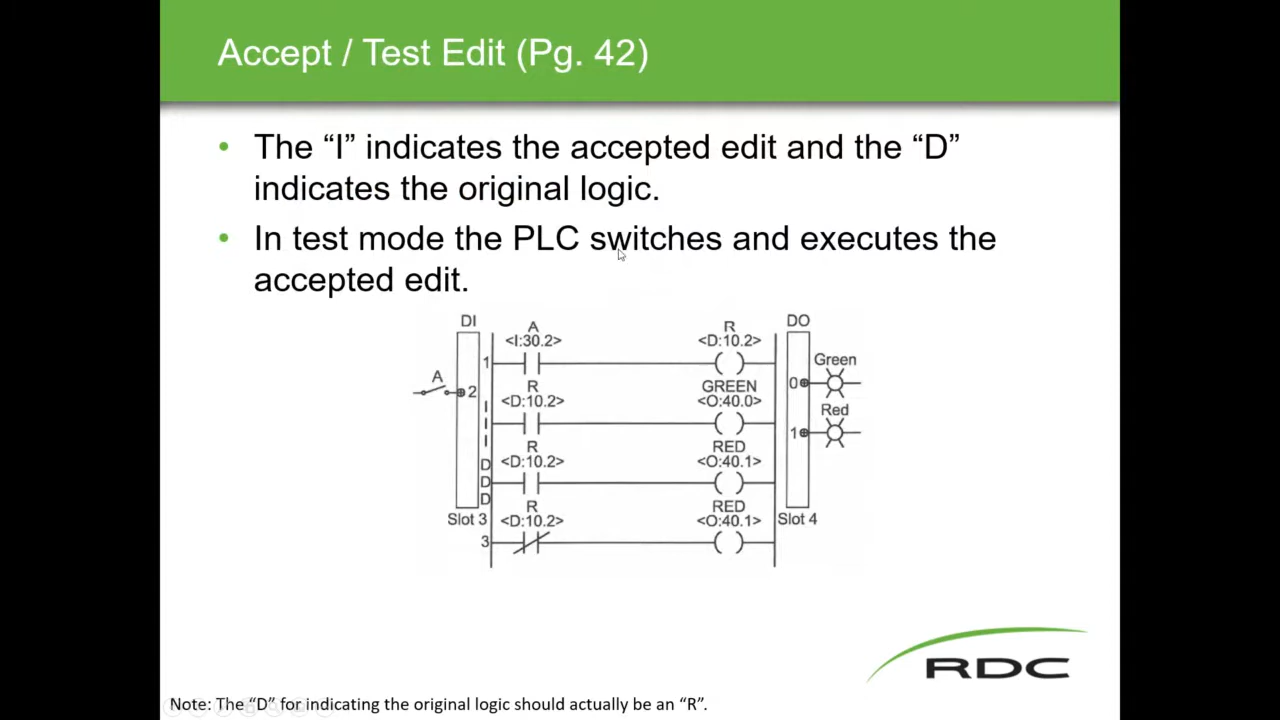 Accept / Test Edit (Pg. 42)
• The “I” indicates the accepted edit and the “D”
indicates the original logic.
• In test mode the PLC switches and executes the
accepted edit.
DI
A
R
DO
<I:30.2>
<D:10.2>
1
Green
A
2
R
GREEN
0
<D:10.2>
<O:40.0>
I
I
I
Red
1
R
RED
D
<D:10.2>
<O:40.1>
D
D
R
RED
Slot 3
<D:10.2>
<O:40.1>
Slot 4
3
RDC
Note: The “D” for indicating the original logic should actually be an “R”.